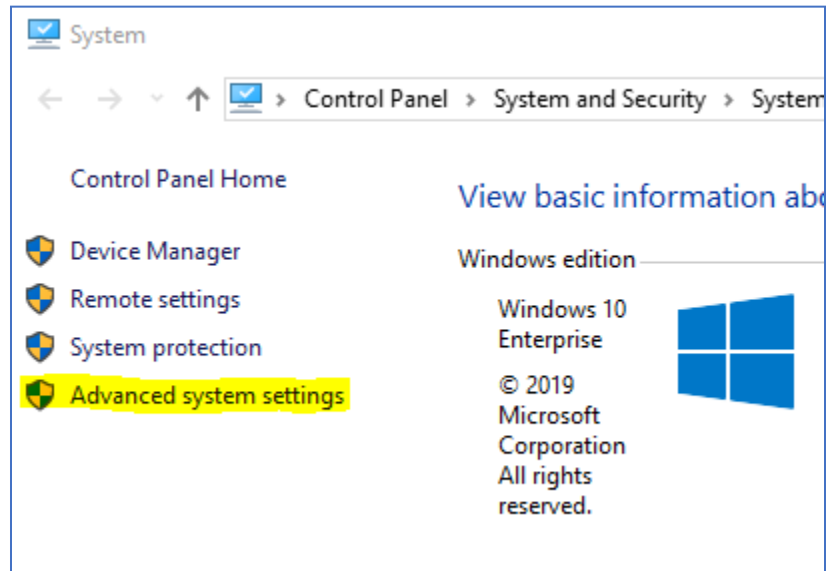 System
Control Panel > System and Security > System
Control Panel Home
Device Manager
Remote settings
System protection
Advanced system settings
View basic information abo
Windows edition
Windows 10
Enterprise
© 2019
Microsoft
Corporation
All rights
reserved.